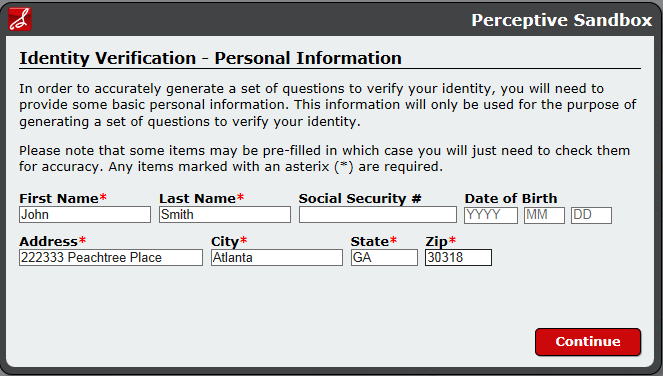 Perceptive Sandbox
Identity Verification - Personal Information
In order to accurately generate a set of questions to verify your identity, you will need to
provide some basic personal information. This information will only be used for the purpose of
generating a set of questions to verify your identity.
Please note that some items may be pre-filled in which case you will just need to check them
for accuracy. Any items marked with an asterix (*) are required.
First Name* Last Name* Social Security # Date of Birth
John Smith YYYY MM DD
Address* City* State* Zip*
222333 Peachtree Place Atlanta GA 30318
Continue